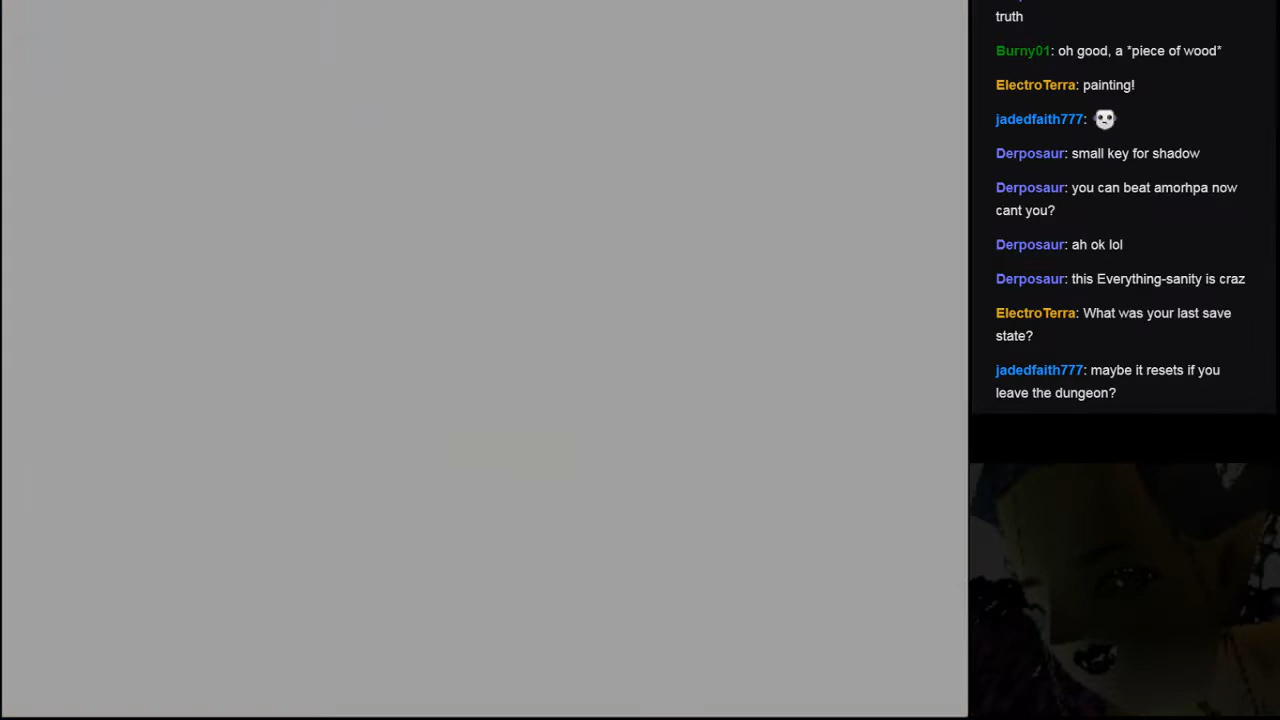 truth
Burny01: oh good, a *piece of wood*
ElectroTerra: painting!
jadedfaith777:
Derposaur: small key for shadow
Derposaur: you can beat amorhpa now
cant you?
Derposaur: ah ok lol
Derposaur: this Everything-sanity is craz
ElectroTerra: What was your last save
state?
jadedfaith777: maybe it resets if you
leave the dungeon?